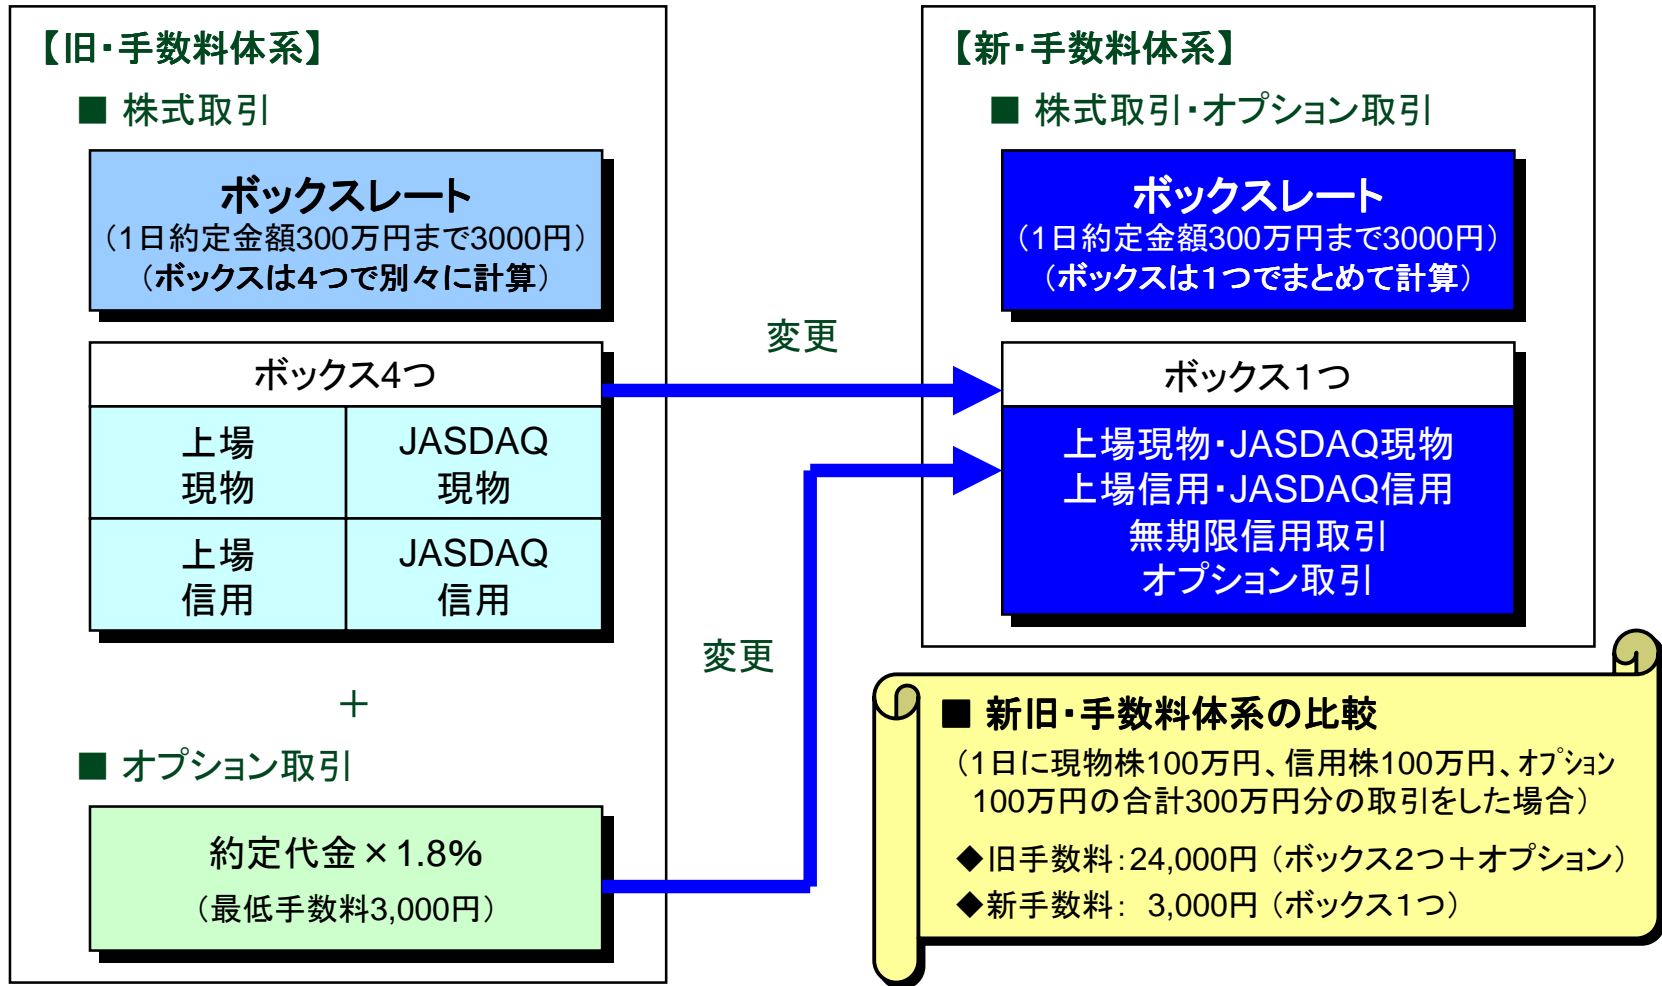 【旧・手数料体系】
■ 株式取引
ボックスレート
（1日約定金額300万円まで3000円）
（ボックスは4つで別々に計算）
ボックス4つ
上場
現物
JASDAQ
現物
上場
信用
JASDAQ
信用
＋
■ オプション取引
約定代金×1.8%
（最低手数料3,000円）
変更
変更
【新・手数料体系】
■ 株式取引・オプション取引
ボックスレート
（1日約定金額300万円まで3000円）
（ボックスは1つでまとめて計算）
ボックス1つ
上場現物・JASDAQ現物
上場信用・JASDAQ信用
無期限信用取引
オプション取引
■ 新旧・手数料体系の比較
（1日に現物株100万円、信用株100万円、ｵﾌﾟｼｮﾝ
100万円の合計300万円分の取引をした場合）
◆旧手数料：24,000円（ボックス2つ＋オプション）
◆新手数料： 3,000円（ボックス1つ）